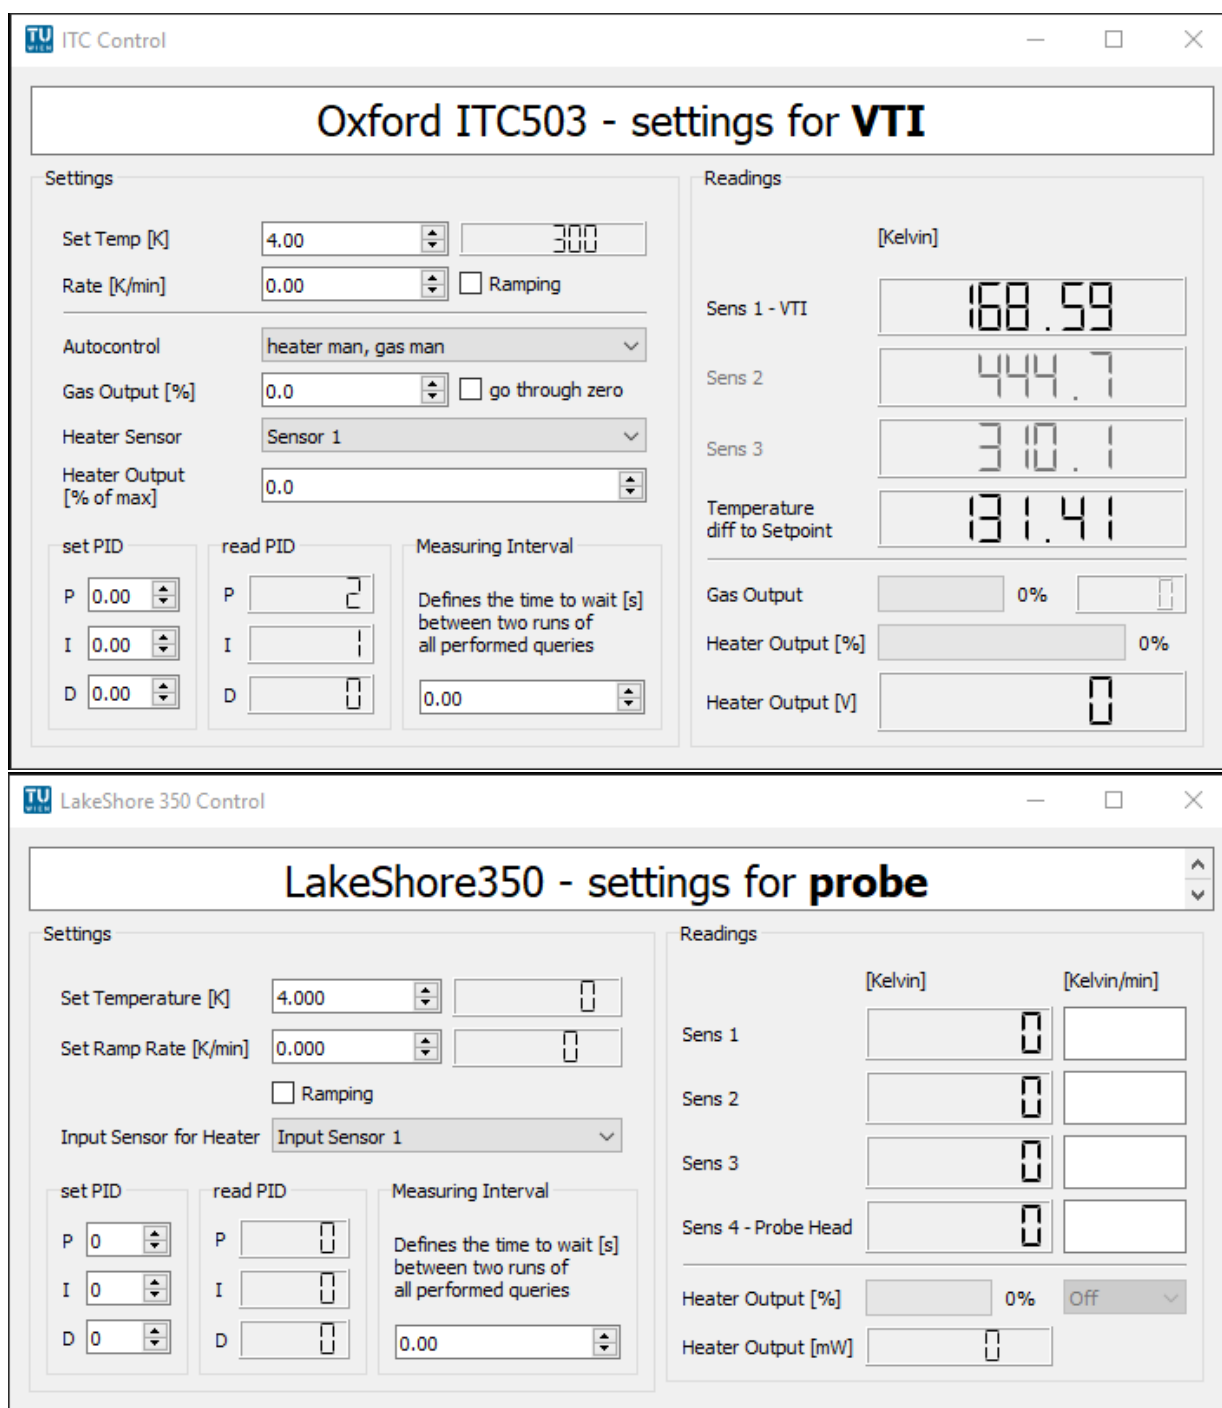 TU
WIEN
ITC Control
Oxford ITC503 - settings for VTI
Settings
Set Temp [K] 4.00 300
Rate [K/min] 0.00 Ramping
Autocontrol heater man, gas man
Gas Output [%] 0.0 go through zero
Heater Sensor Sensor 1
Heater Output
[% of max] 0.0
set PID
P 0.00
I 0.00
D 0.00
read PID
P 2
I 1
D 0
Measuring Interval
Defines the time to wait [s]
between two runs of
all performed queries
0.00
Readings
[Kelvin]
Sens 1 - VTI 168.59
Sens 2 444.7
Sens 3 310.1
Temperature
diff to Setpoint 131.41
Gas Output 0% 0
Heater Output [%] 0%
Heater Output [V] 0
TU
WIEN
LakeShore 350 Control
LakeShore350 - settings for probe
Settings
Set Temperature [K] 4.000 0
Set Ramp Rate [K/min] 0.000 0
Ramping
Input Sensor for Heater Input Sensor 1
set PID
P 0
I 0
D 0
read PID
P 0
I 0
D 0
Measuring Interval
Defines the time to wait [s]
between two runs of
all performed queries
0.00
Readings
[Kelvin] [Kelvin/min]
Sens 1 0
Sens 2 0
Sens 3 0
Sens 4 - Probe Head 0
Heater Output [%] 0% Off
Heater Output [mW] 0